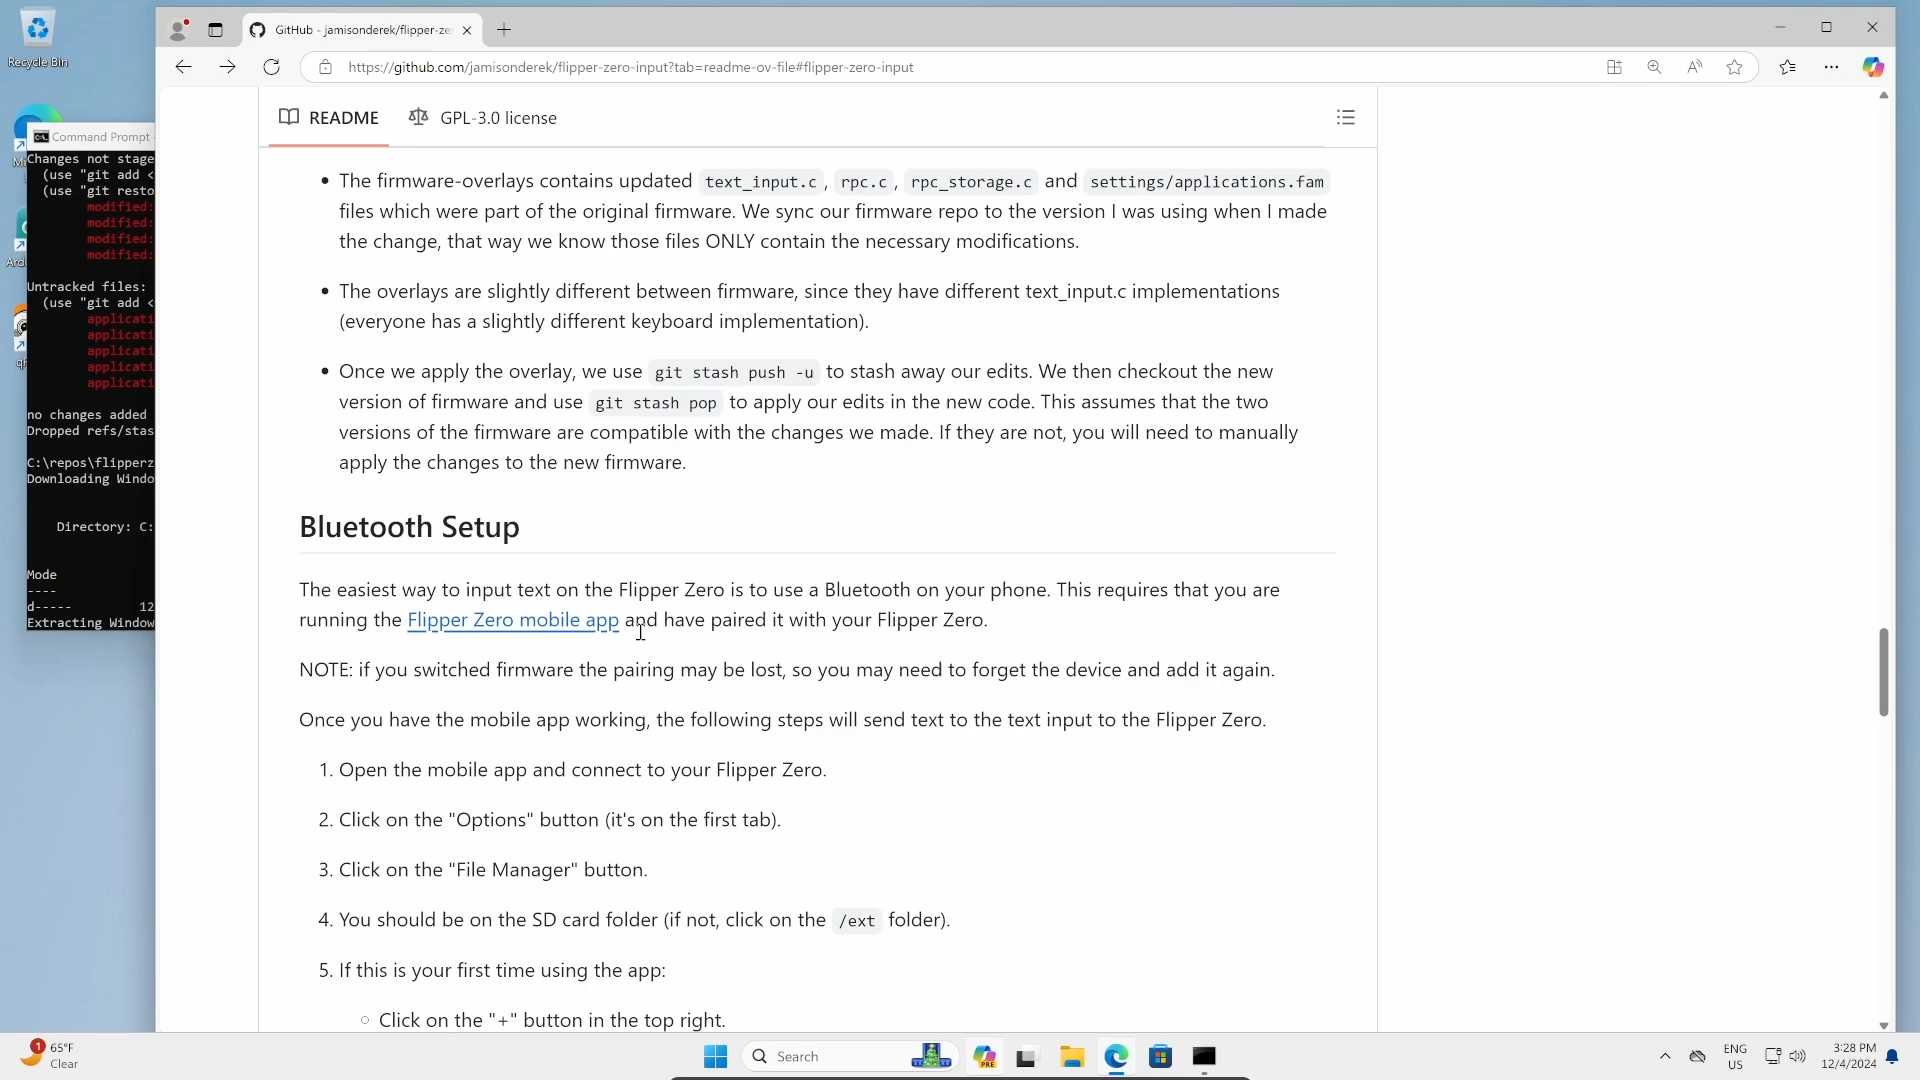 Recycle Bin
GitHub - jamisonderek/flipper-ze
https://github.com/jamisonderek/flipper-zero-input?tab=readme-ov-file#flipper-zero-input
README
GPL-3.0 license
Command Prompt
Changes not stage
(use "git add <
(use "git resto
modified:
modified:
modified:
modified:
Untracked files:
(use "git add <
applicati
applicati
applicati
applicati
applicati
no changes added
Dropped refs/stas
C:\repos\flipperz
Downloading Windo
Directory: C:
Mode
----
d----- 12
Extracting Window
• The firmware-overlays contains updated text_input.c, rpc.c, rpc_storage.c and settings/applications.fam
files which were part of the original firmware. We sync our firmware repo to the version I was using when I made
the change, that way we know those files ONLY contain the necessary modifications.
• The overlays are slightly different between firmware, since they have different text_input.c implementations
(everyone has a slightly different keyboard implementation).
• Once we apply the overlay, we use git stash push -u to stash away our edits. We then checkout the new
version of firmware and use git stash pop to apply our edits in the new code. This assumes that the two
versions of the firmware are compatible with the changes we made. If they are not, you will need to manually
apply the changes to the new firmware.
Bluetooth Setup
The easiest way to input text on the Flipper Zero is to use a Bluetooth on your phone. This requires that you are
running the Flipper Zero mobile app and have paired it with your Flipper Zero.
NOTE: if you switched firmware the pairing may be lost, so you may need to forget the device and add it again.
Once you have the mobile app working, the following steps will send text to the text input to the Flipper Zero.
1. Open the mobile app and connect to your Flipper Zero.
2. Click on the "Options" button (it's on the first tab).
3. Click on the "File Manager" button.
4. You should be on the SD card folder (if not, click on the /ext folder).
5. If this is your first time using the app:
○ Click on the "+" button in the top right.
1
65°F
Clear
Search
PRE
ENG
US
3:28 PM
12/4/2024